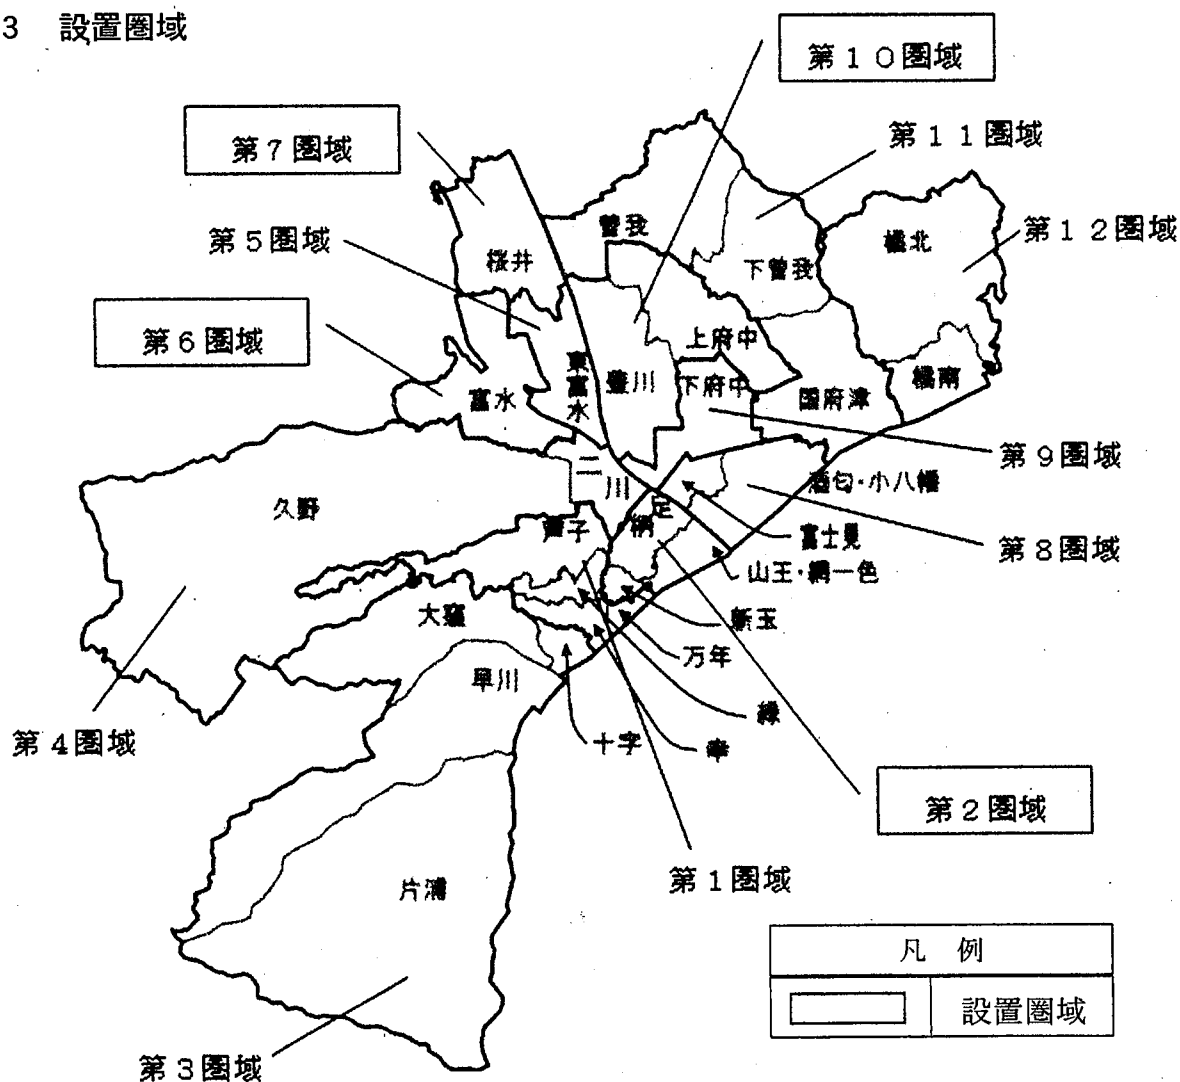 3 設置圏域
第10圏域
第7圏域
第11圏域
第5圏域
第12圏域
曽我
橘北
桜井
下曽我
第6圏域
上府中
東富水
豊川
下府中
橘南
富水
国府津
第9圏域
二川
酒匂・小八幡
久野
足柄
芦子
富士見
第8圏域
山王・網一色
大窪
新玉
万年
早川
緑
十字
幸
第4圏域
第2圏域
第1圏域
片浦
凡例
設置圏域
第3圏域